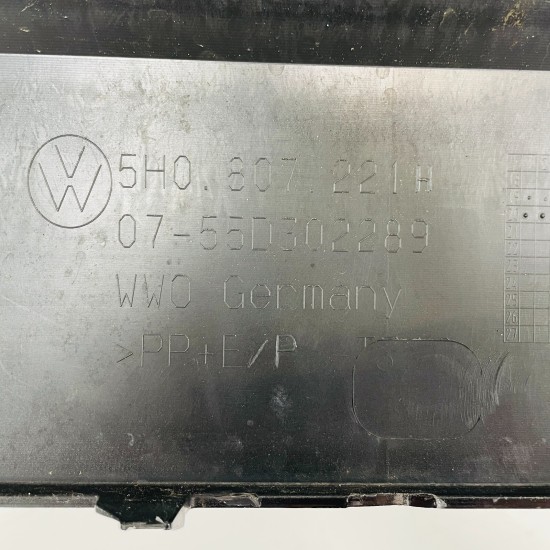 5H0.807.221 H
07-55D302289
WWO Germany
>PP+E/P